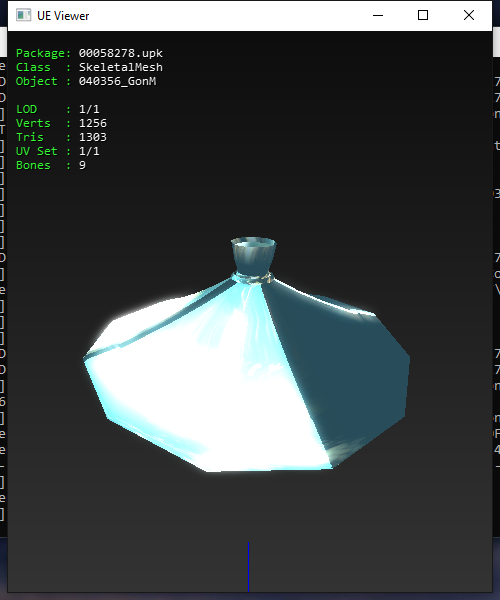 UE Viewer
Package: 00058278.upk
Class : SkeletalMesh
Object : 040356_GonM
LOD : 1/1
Verts : 1256
Tris : 1303
UV Set : 1/1
Bones : 9